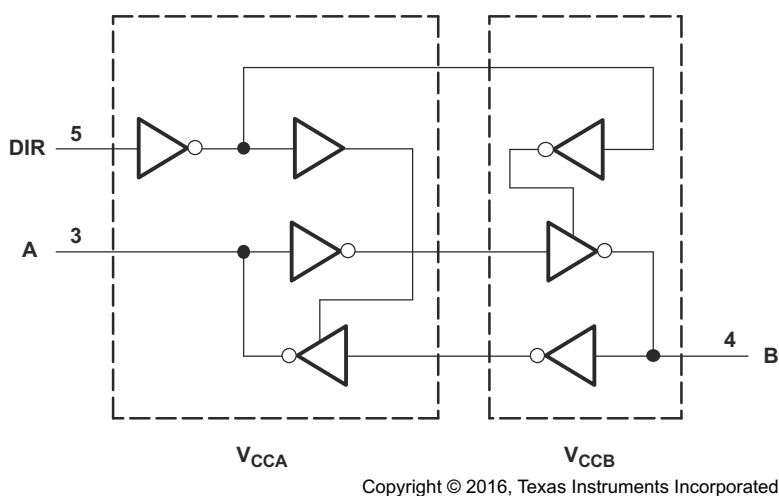 DIR 5
A 3
4 B
VCCA VCCB
Copyright © 2016, Texas Instruments Incorporated